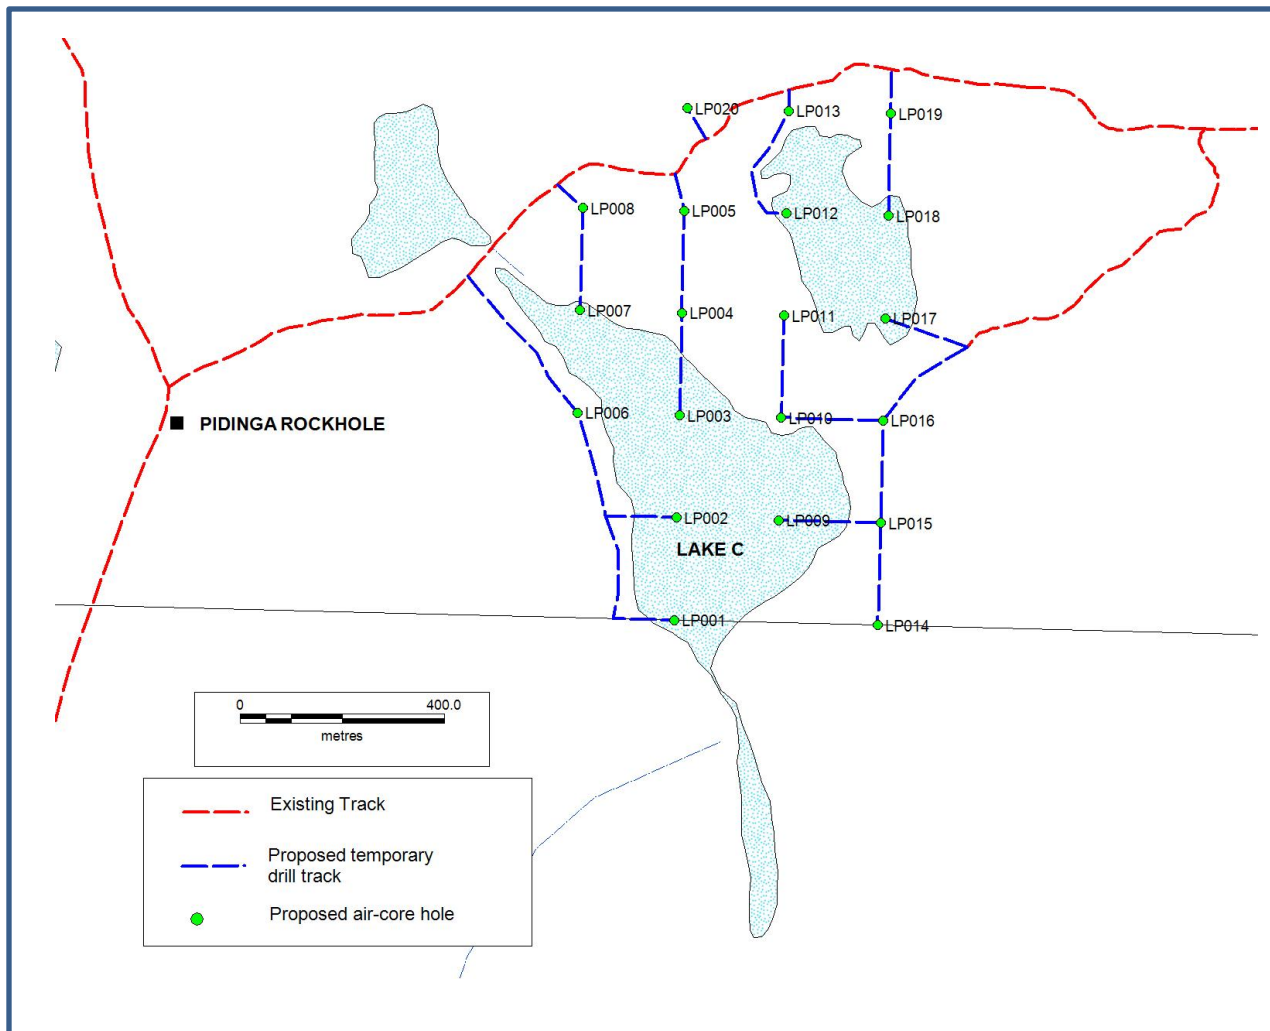 LP020
LP013
LP019
LP008
LP005
LP012
LP018
LP007
LP004
LP011
LP017
LP006
LP003
LP010
LP016
PIDINGA ROCKHOLE
LP002
LP009
LP015
LAKE C
LP001
LP014
0 400.0
metres
Existing Track
Proposed temporary
drill track
Proposed air-core hole